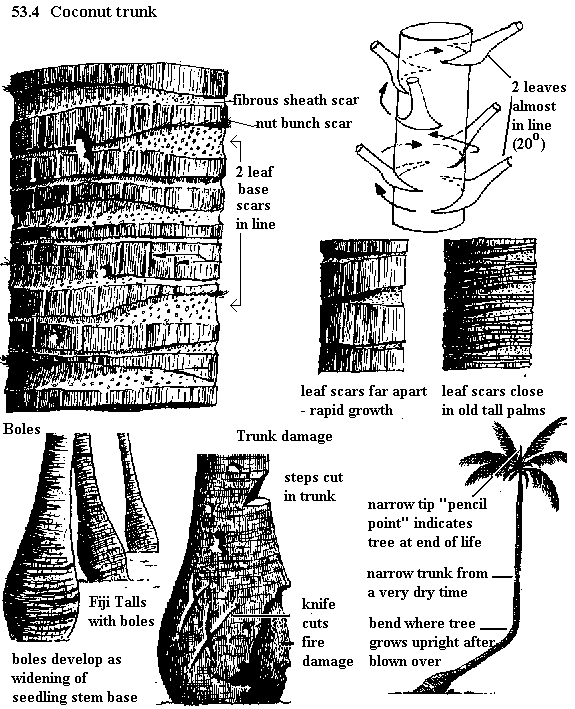 53.4 Coconut trunk
fibrous sheath scar
nut bunch scar
2 leaf
base
scars
in line
2 leaves
almost
in line
(20°)
leaf scars far apart
- rapid growth
leaf scars close
in old tall palms
Boles
Fiji Talls
with boles
boles develop as
widening of
seedling stem base
Trunk damage
steps cut
in trunk
knife
cuts
fire
damage
narrow tip "pencil
point" indicates
tree at end of life
narrow trunk from
a very dry time
bend where tree
grows upright after
blown over